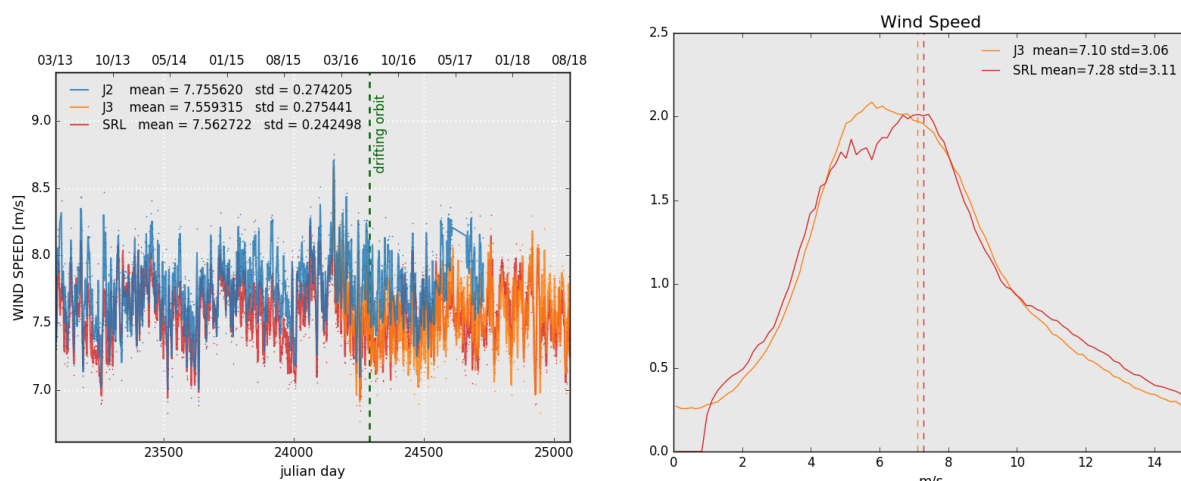 03/13 10/13 05/14 01/15 08/15 03/16 10/16 05/17 01/18 08/18
J2 mean = 7.755620 std = 0.274205
J3 mean = 7.559315 std = 0.275441
SRL mean = 7.562722 std = 0.242498
drifting orbit
WIND SPEED [m/s]
9.0
8.5
8.0
7.5
7.0
23500 24000 24500 25000
julian day
Wind Speed
J3 mean=7.10 std=3.06
SRL mean=7.28 std=3.11
2.5
2.0
1.5
1.0
0.5
0.0
0 2 4 6 8 10 12 14
m/s